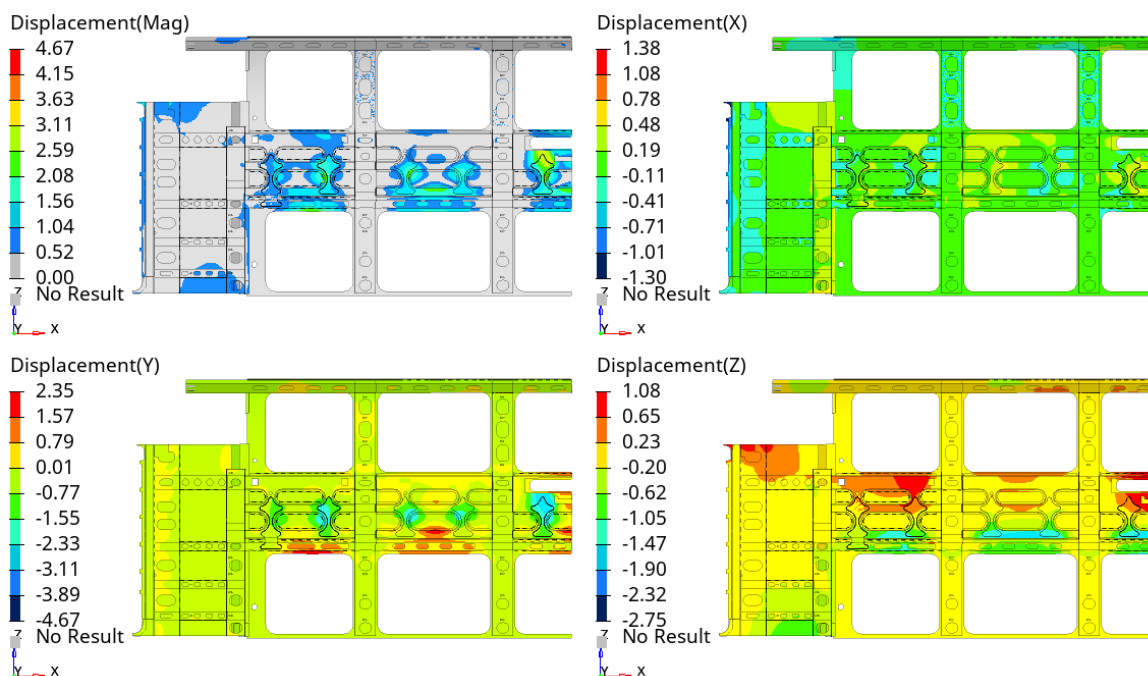 Displacement(Mag)
4.67
4.15
3.63
3.11
2.59
2.08
1.56
1.04
0.52
0.00
No Result
Z
Y X
Displacement(X)
1.38
1.08
0.78
0.48
0.19
-0.11
-0.41
-0.71
-1.01
-1.30
No Result
Z
Y X
Displacement(Y)
2.35
1.57
0.79
0.01
-0.77
-1.55
-2.33
-3.11
-3.89
-4.67
No Result
Z
Y X
Displacement(Z)
1.08
0.65
0.23
-0.20
-0.62
-1.05
-1.47
-1.90
-2.32
-2.75
No Result
Z
Y X